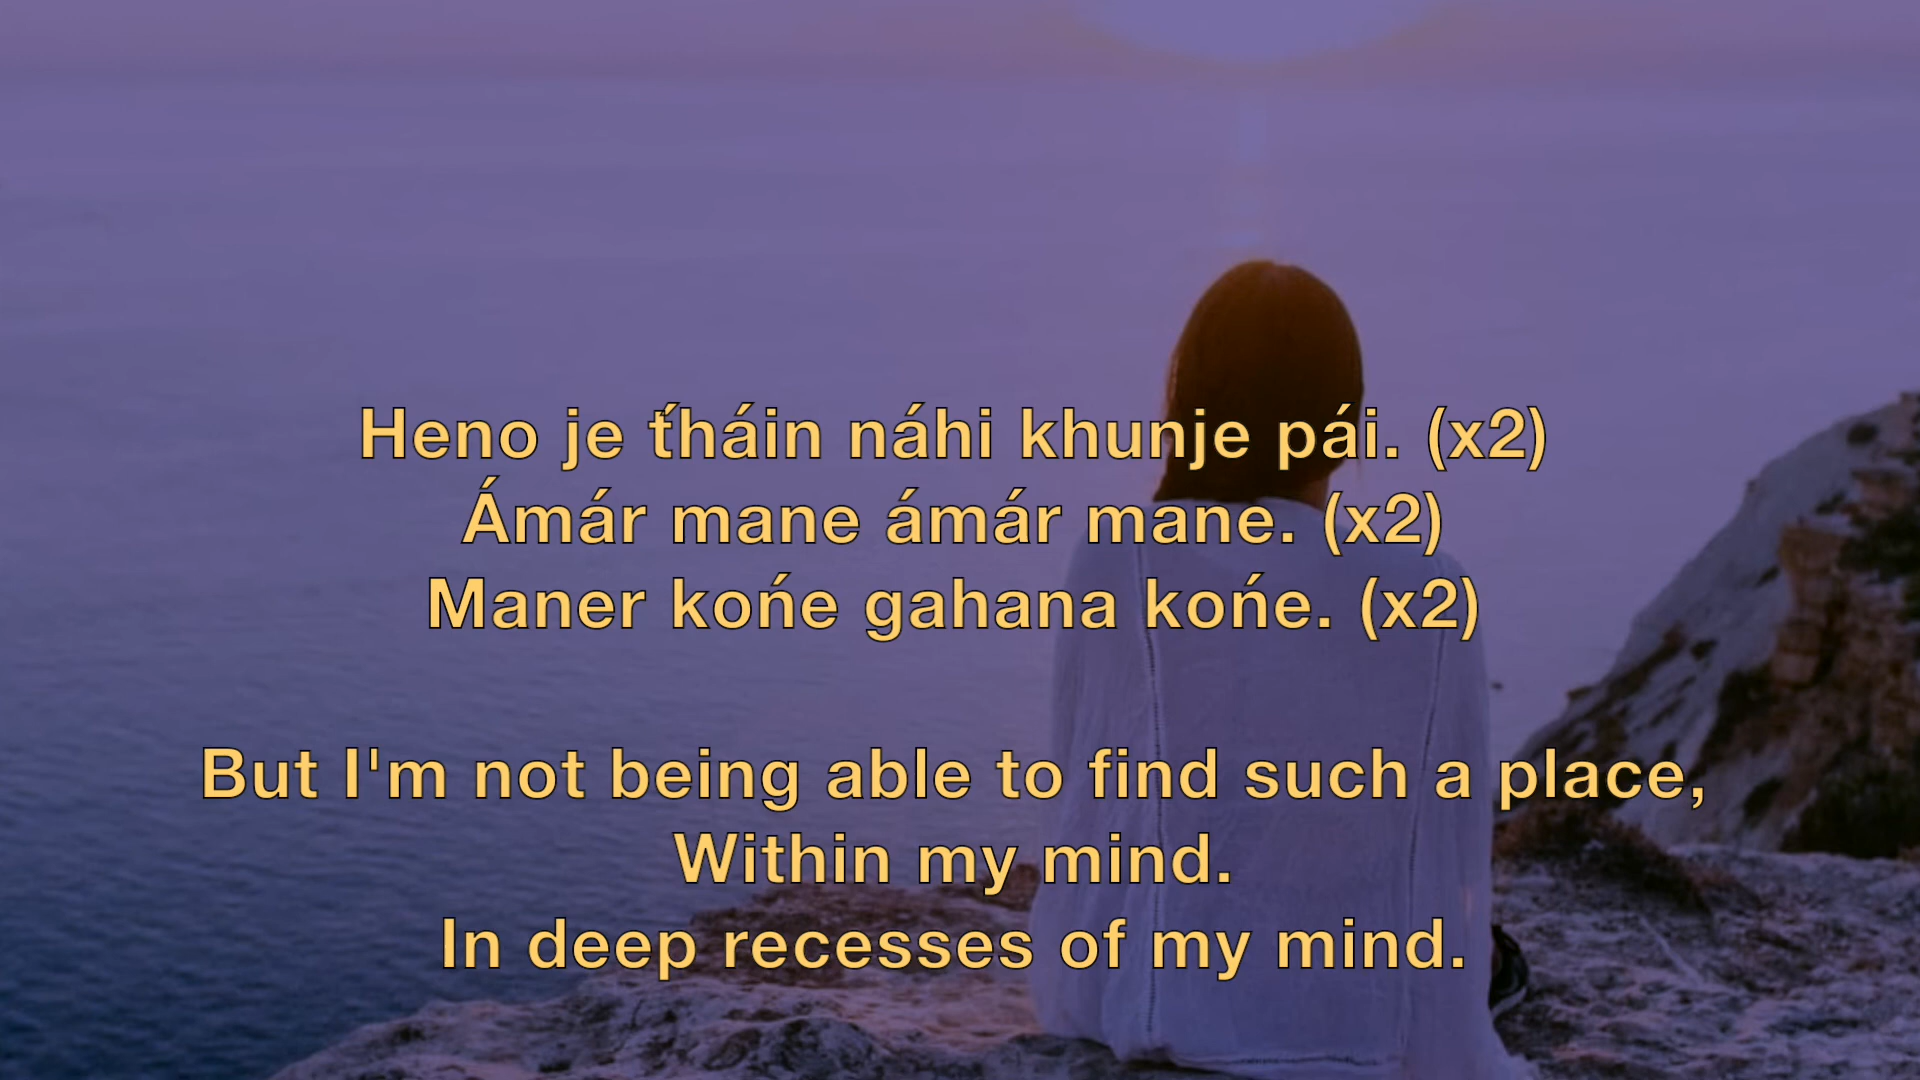 Heno je t́háin náhi khunje pái. (x2)
Ámár mane ámár mane. (x2)
Maner końe gahana końe. (x2)
But I'm not being able to find such a place,
Within my mind.
In deep recesses of my mind.